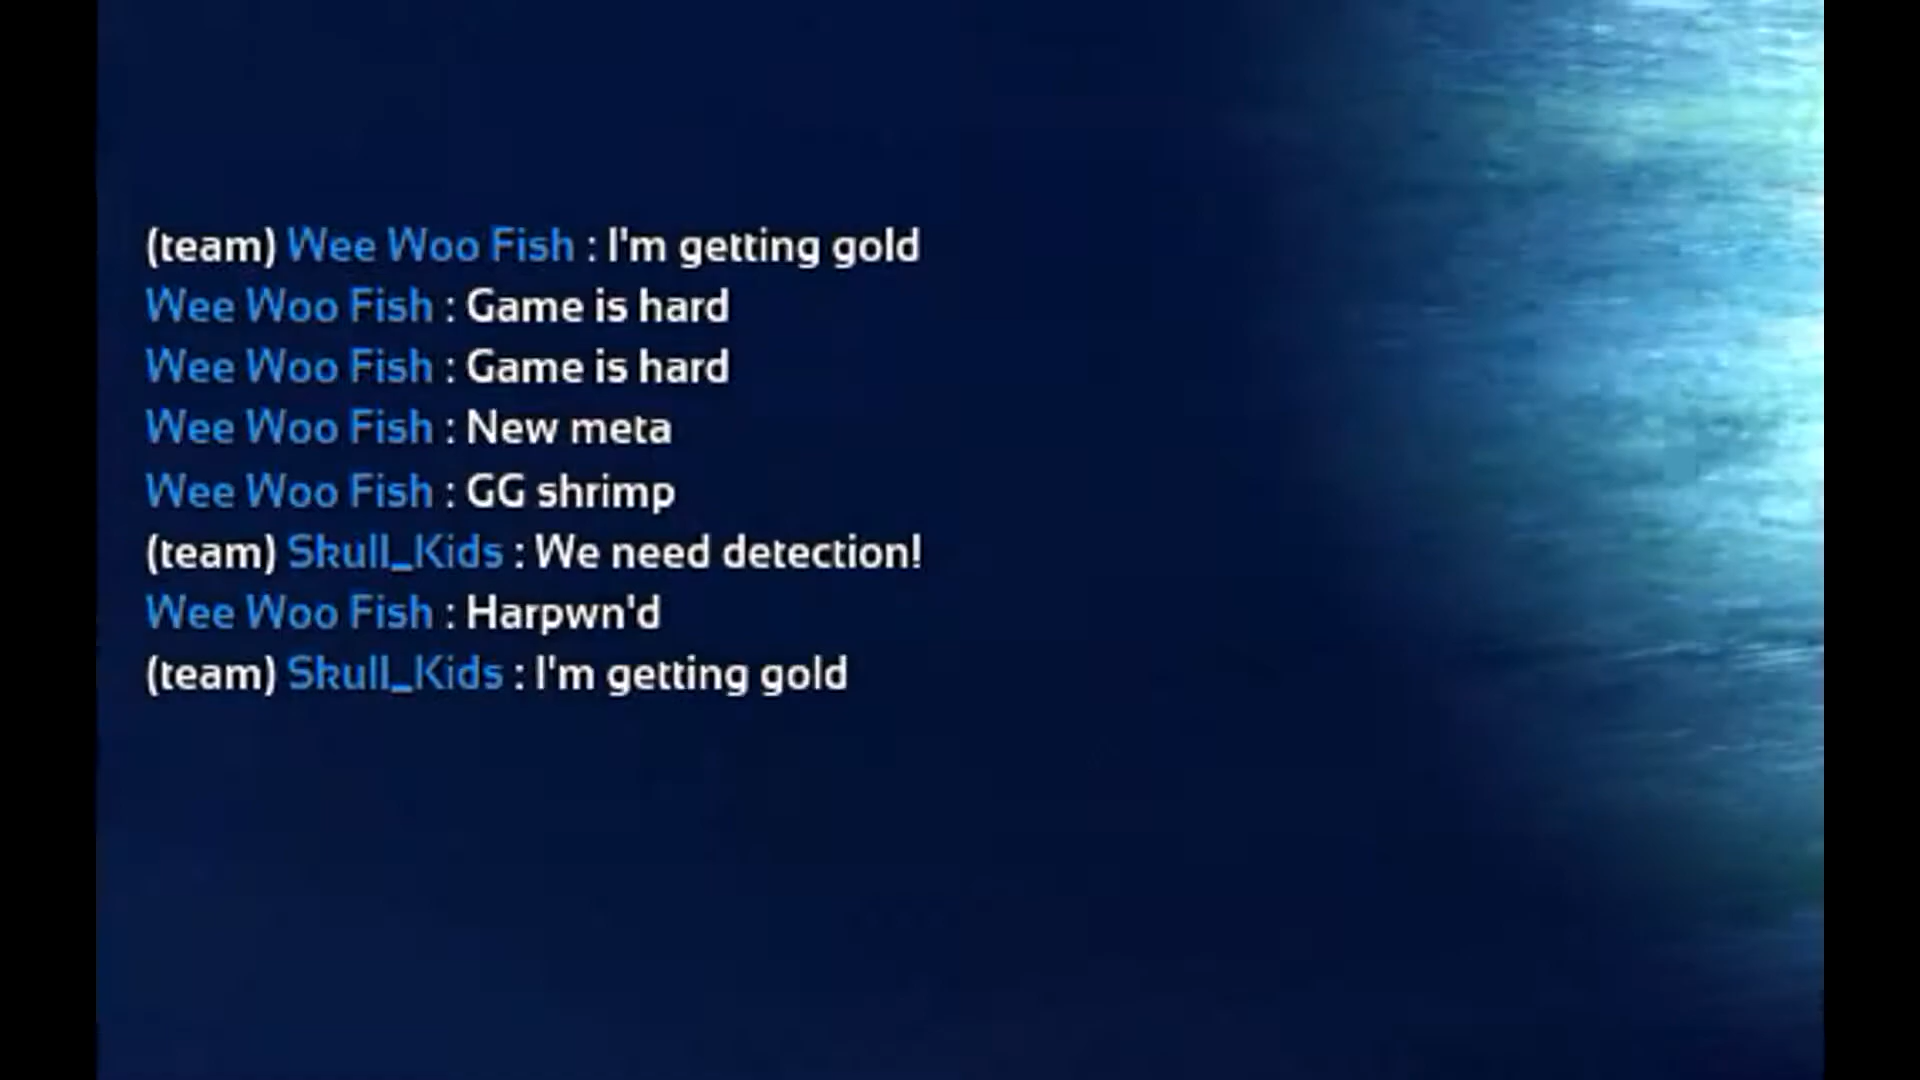 (team) Wee Woo Fish : I'm getting gold
Wee Woo Fish : Game is hard
Wee Woo Fish : Game is hard
Wee Woo Fish : New meta
Wee Woo Fish : GG shrimp
(team) Skull_Kids : We need detection!
Wee Woo Fish : Harpwn'd
(team) Skull_Kids : I'm getting gold